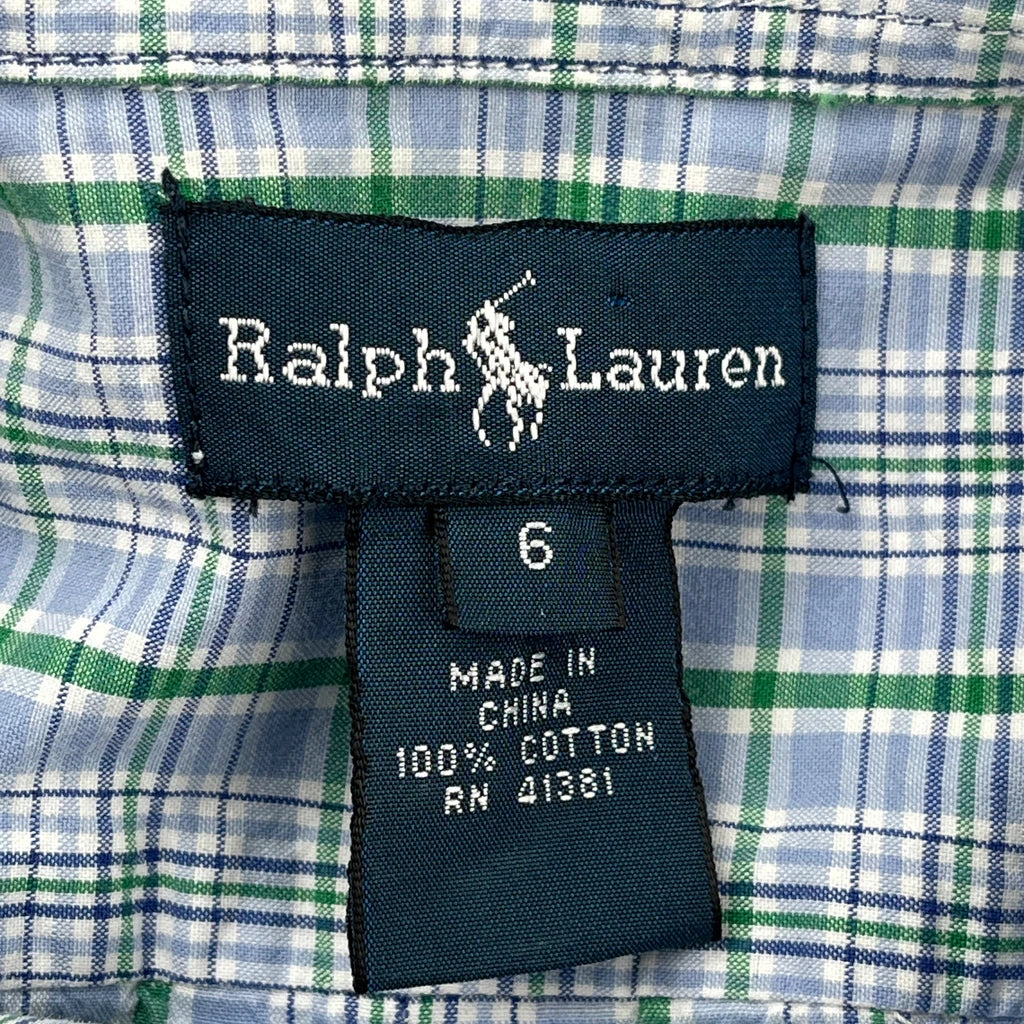 Ralph Lauren
6
MADE IN
CHINA
100% COTTON
RN 41381